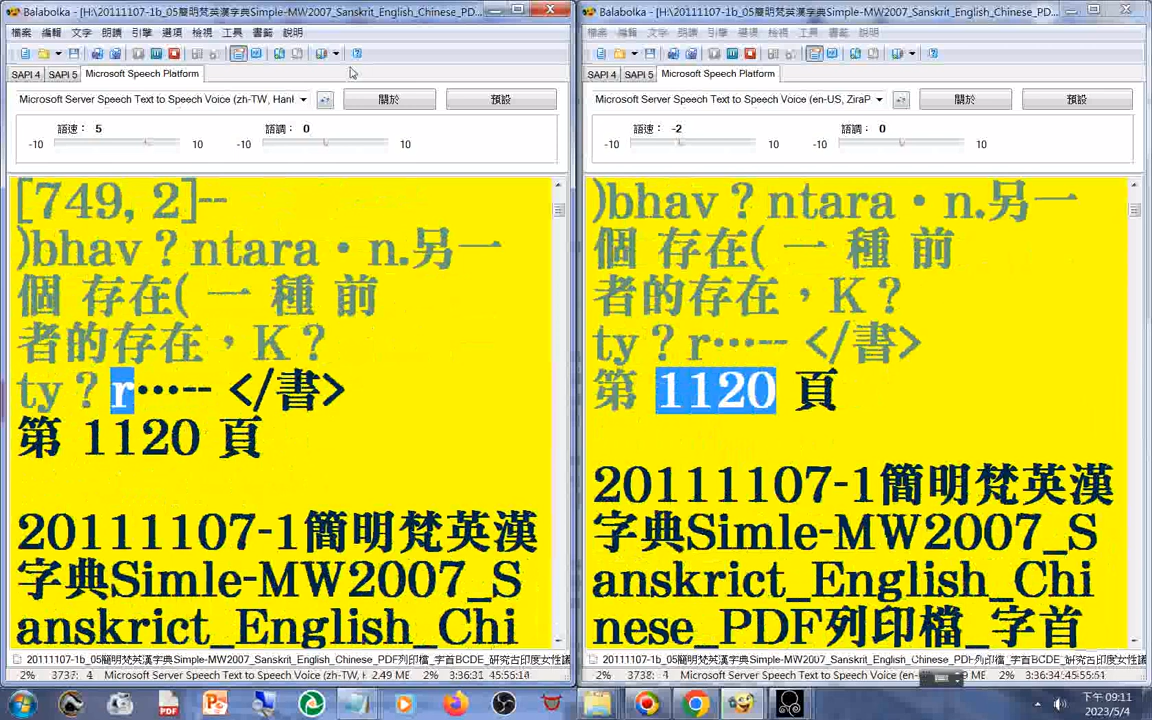 Balabolka - [H:\20111107-1b_05簡明梵英漢字典Simple-MW2007_Sanskrit_English_Chinese_PD...
檔案 編輯 文字 朗讀 引擎 選項 檢視 工具 書籤 說明
SAPI 4 SAPI 5 Microsoft Speech Platform
Microsoft Server Speech Text to Speech Voice (zh-TW, Hanl
關於
預設
語速： 5 語調： 0
-10 10 -10 10
[749, 2]--
)bhav？ntara‧n.另一
個 存在( 一 種 前
者的存在，K？
ty？r…-- </書>
第 1120 頁
20111107-1簡明梵英漢
字典Simle-MW2007_S
anskrict_English_Chi
20111107-1b_05簡明梵英漢字典Simple-MW2007_Sanskrit_English_Chinese_PDF列印檔_字首BCDE_研究古印度女性議
2% 3737: 4 Microsoft Server Speech Text to Speech Voice (zh-TW, H 2.49 MB 2% 3:36:31 45:55:14
Balabolka - [H:\20111107-1b_05簡明梵英漢字典Simple-MW2007_Sanskrit_English_Chinese_PDF...
檔案 編輯 文字 朗讀 引擎 選項 檢視 工具 書籤 說明
SAPI 4 SAPI 5 Microsoft Speech Platform
Microsoft Server Speech Text to Speech Voice (en-US, ZiraP
關於
預設
語速： -2 語調： 0
-10 10 -10 10
)bhav？ntara‧n.另一
個 存在( 一 種 前
者的存在，K？
ty？r…-- </書>
第 1120 頁
20111107-1簡明梵英漢
字典Simle-MW2007_S
anskrict_English_Chi
nese_PDF列印檔_字首
20111107-1b_05簡明梵英漢字典Simple-MW2007_Sanskrit_English_Chinese_PDF列印檔_字首BCDE_研究古印度女性議
2% 3738: 4 Microsoft Server Speech Text to Speech Voice (en-US 9 MB 2% 3:36:34 45:55:51
下午 09:11
2023/5/4